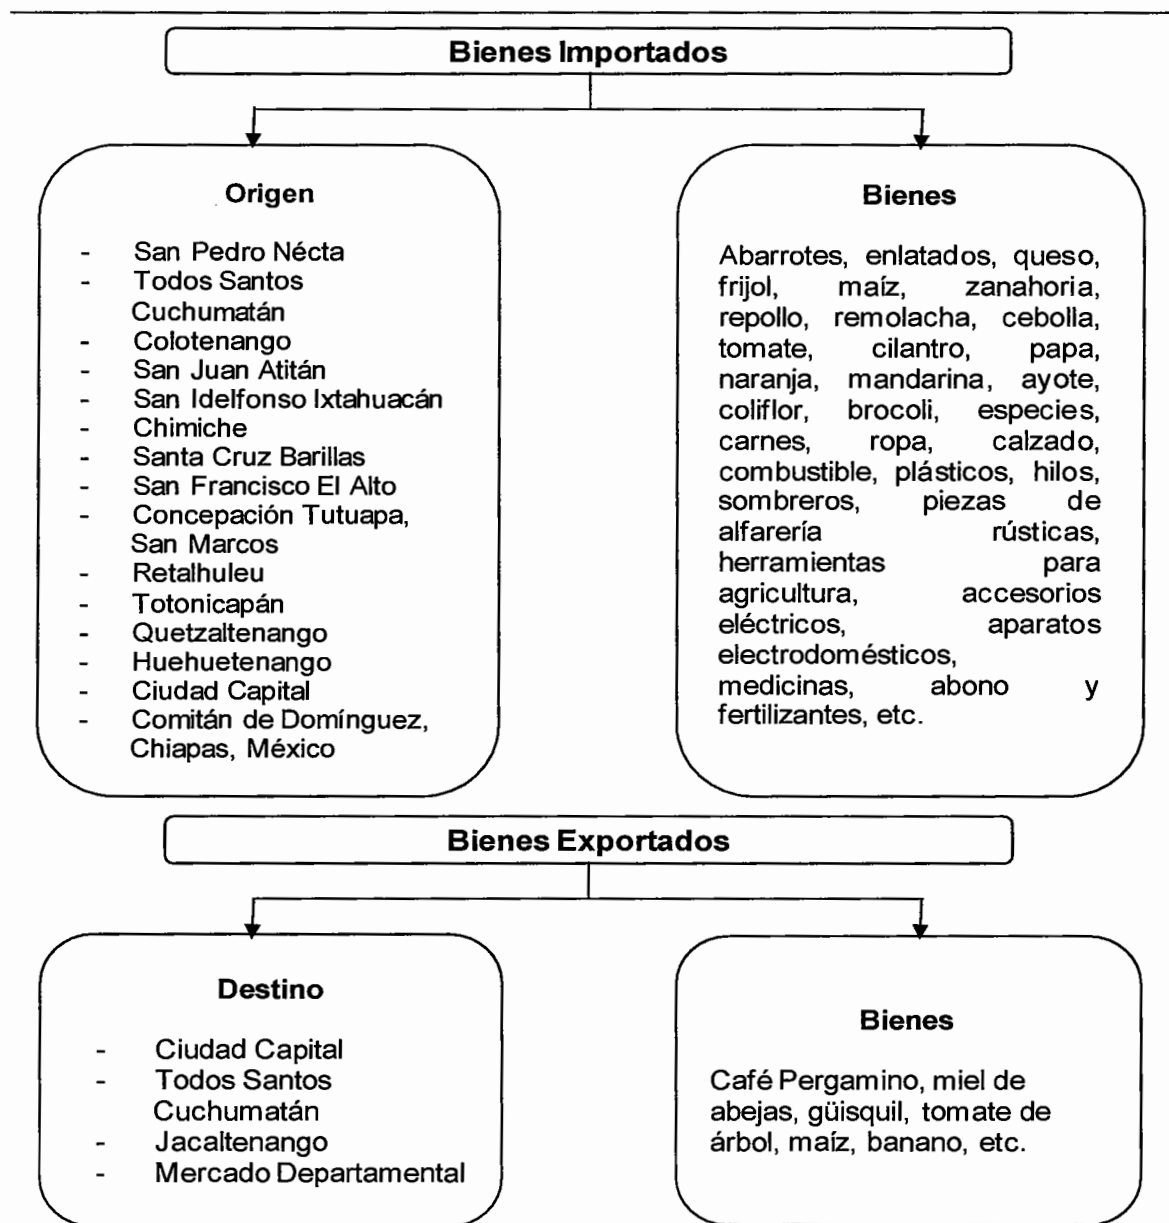 Bienes Importados
Origen
- San Pedro Nécta
- Todos Santos
Cuchumatán
- Colotenango
- San Juan Atitán
- San Idelfonso Ixtahuacán
- Chimiche
- Santa Cruz Barillas
- San Francisco El Alto
- Concepación Tutuapa,
San Marcos
- Retalhuleu
- Totonicapán
- Quetzaltenango
- Huehuetenango
- Ciudad Capital
- Comitán de Domínguez,
Chiapas, México
Bienes
Abarrotes, enlatados, queso,
frijol, maíz, zanahoria,
repollo, remolacha, cebolla,
tomate, cilantro, papa,
naranja, mandarina, ayote,
coliflor, brocoli, especies,
carnes, ropa, calzado,
combustible, plásticos, hilos,
sombreros, piezas de
alfarería rústicas,
herramientas para
agricultura, accesorios
eléctricos, aparatos
electrodomésticos,
medicinas, abono y
fertilizantes, etc.
Bienes Exportados
Destino
- Ciudad Capital
- Todos Santos
Cuchumatán
- Jacaltenango
- Mercado Departamental
Bienes
Café Pergamino, miel de
abejas, güisquil, tomate de
árbol, maíz, banano, etc.